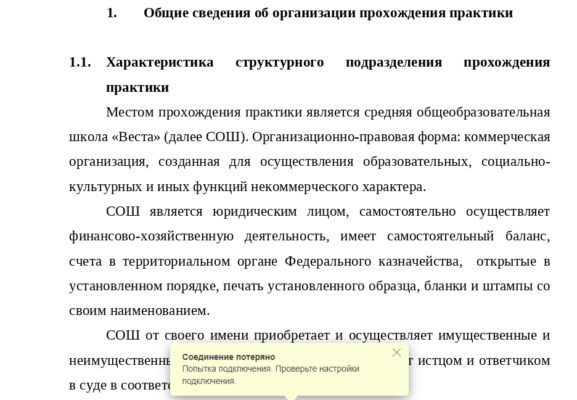 1. Общие сведения об организации прохождения практики
1.1. Характеристика структурного подразделения прохождения
практики
Местом прохождения практики является средняя общеобразовательная
школа «Веста» (далее СОШ). Организационно-правовая форма: коммерческая
организация, созданная для осуществления образовательных, социально-
культурных и иных функций некоммерческого характера.
СОШ является юридическим лицом, самостоятельно осуществляет
финансово-хозяйственную деятельность, имеет самостоятельный баланс,
счета в территориальном органе Федерального казначейства, открытые в
установленном порядке, печать установленного образца, бланки и штампы со
своим наименованием.
СОШ от своего имени приобретает и осуществляет имущественные и
истцом и ответчиком
в суде в
Соединение потеряно
Попытка подключения. Проверьте настройки
подключения.